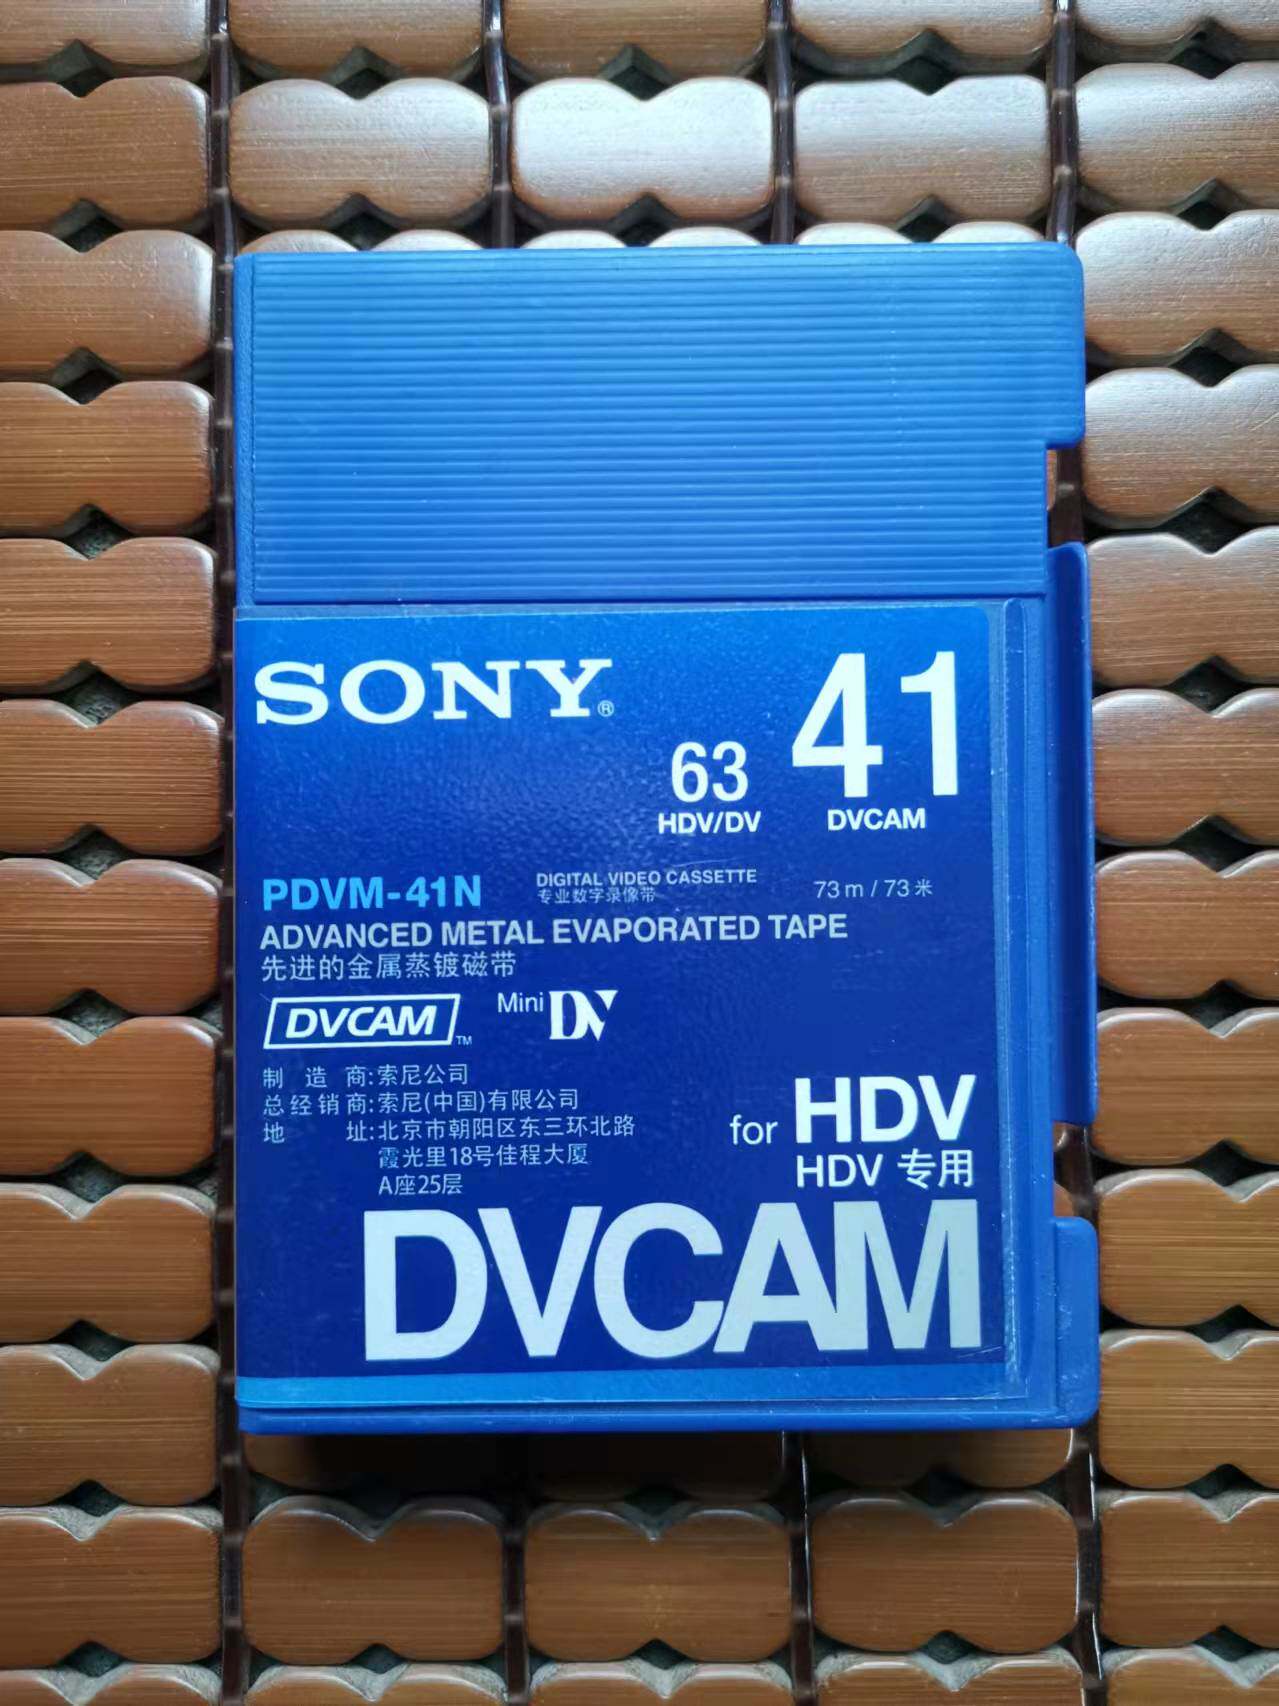 SONY®
41
63
HDV/DV
DVCAM
PDVM-41N
DIGITAL VIDEO CASSETTE
专业数字录像带
73 m / 73 米
ADVANCED METAL EVAPORATED TAPE
先进的金属蒸镀磁带
DVCAM™
Mini DV
制造商:索尼公司
总经销商:索尼(中国)有限公司
地址:北京市朝阳区东三环北路
霞光里18号佳程大厦
A座25层
for HDV
HDV 专用
DVCAM